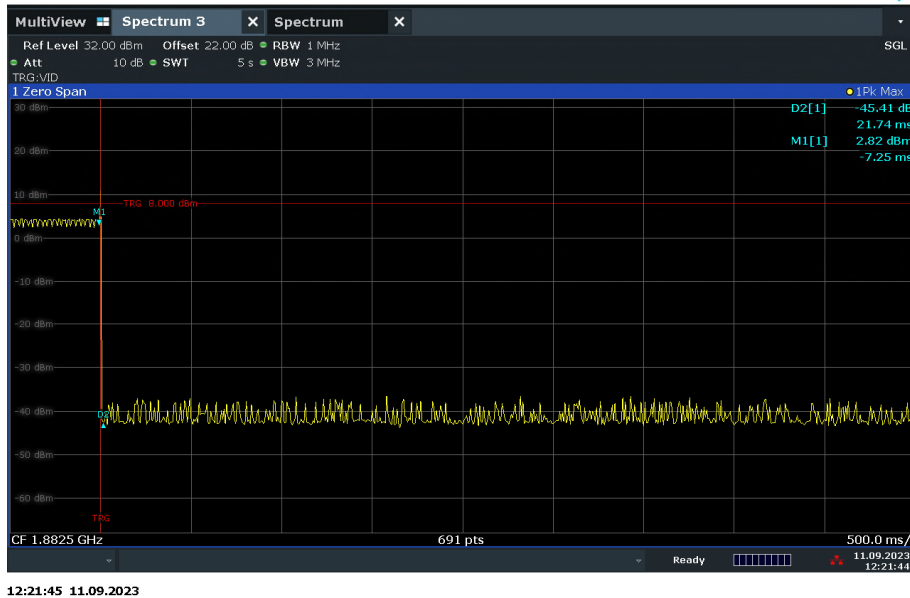 MultiView Spectrum 3 X Spectrum X
Ref Level 32.00 dBm Offset 22.00 dB RBW 1 MHz SGL
Att 10 dB SWT 5 s VBW 3 MHz
TRG:VID
1 Zero Span 1Pk Max
30 dBm D2[1] -45.41 dB
21.74 ms
20 dBm M1[1] 2.82 dBm
-7.25 ms
10 dBm
TRG 8.000 dBm
M1
0 dBm
-10 dBm
-20 dBm
-30 dBm
-40 dBm D2
-50 dBm
-60 dBm
TRG
CF 1.8825 GHz 691 pts 500.0 ms/
Ready 11.09.2023
12:21:44
12:21:45 11.09.2023